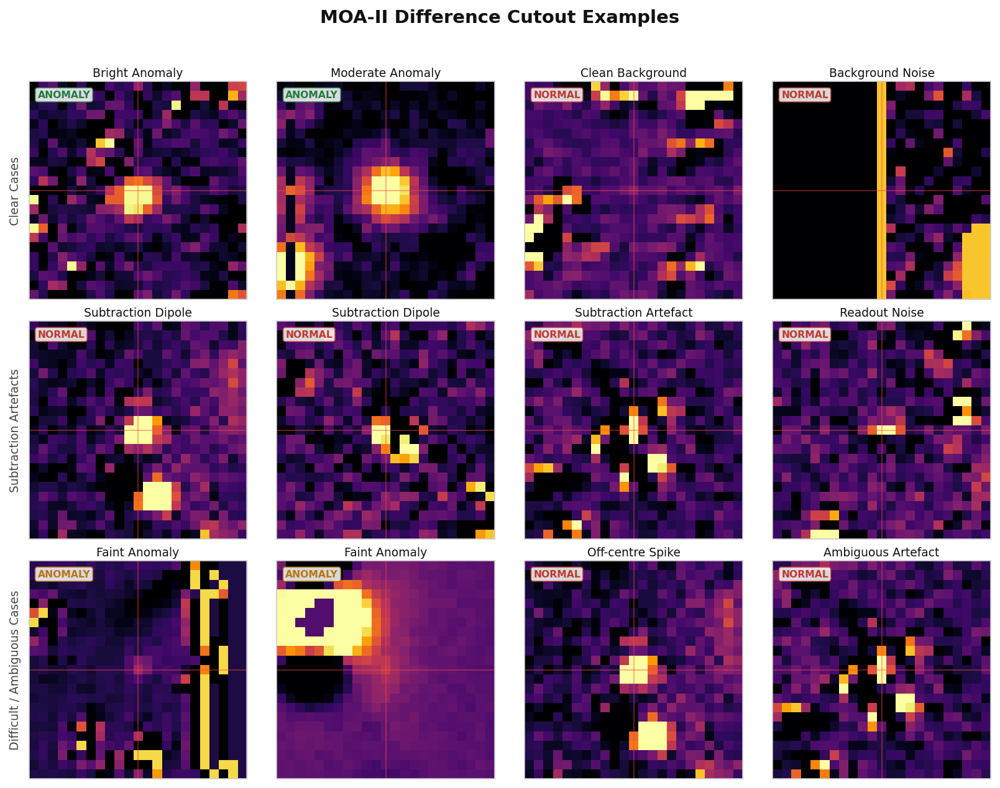 MOA-II Difference Cutout Examples
Bright Anomaly
Moderate Anomaly
Clean Background
Background Noise
Clear Cases
ANOMALY
ANOMALY
NORMAL
NORMAL
Subtraction Dipole
Subtraction Dipole
Subtraction Artefact
Readout Noise
Subtraction Artefacts
NORMAL
NORMAL
NORMAL
NORMAL
Faint Anomaly
Faint Anomaly
Off-centre Spike
Ambiguous Artefact
Difficult / Ambiguous Cases
ANOMALY
ANOMALY
NORMAL
NORMAL